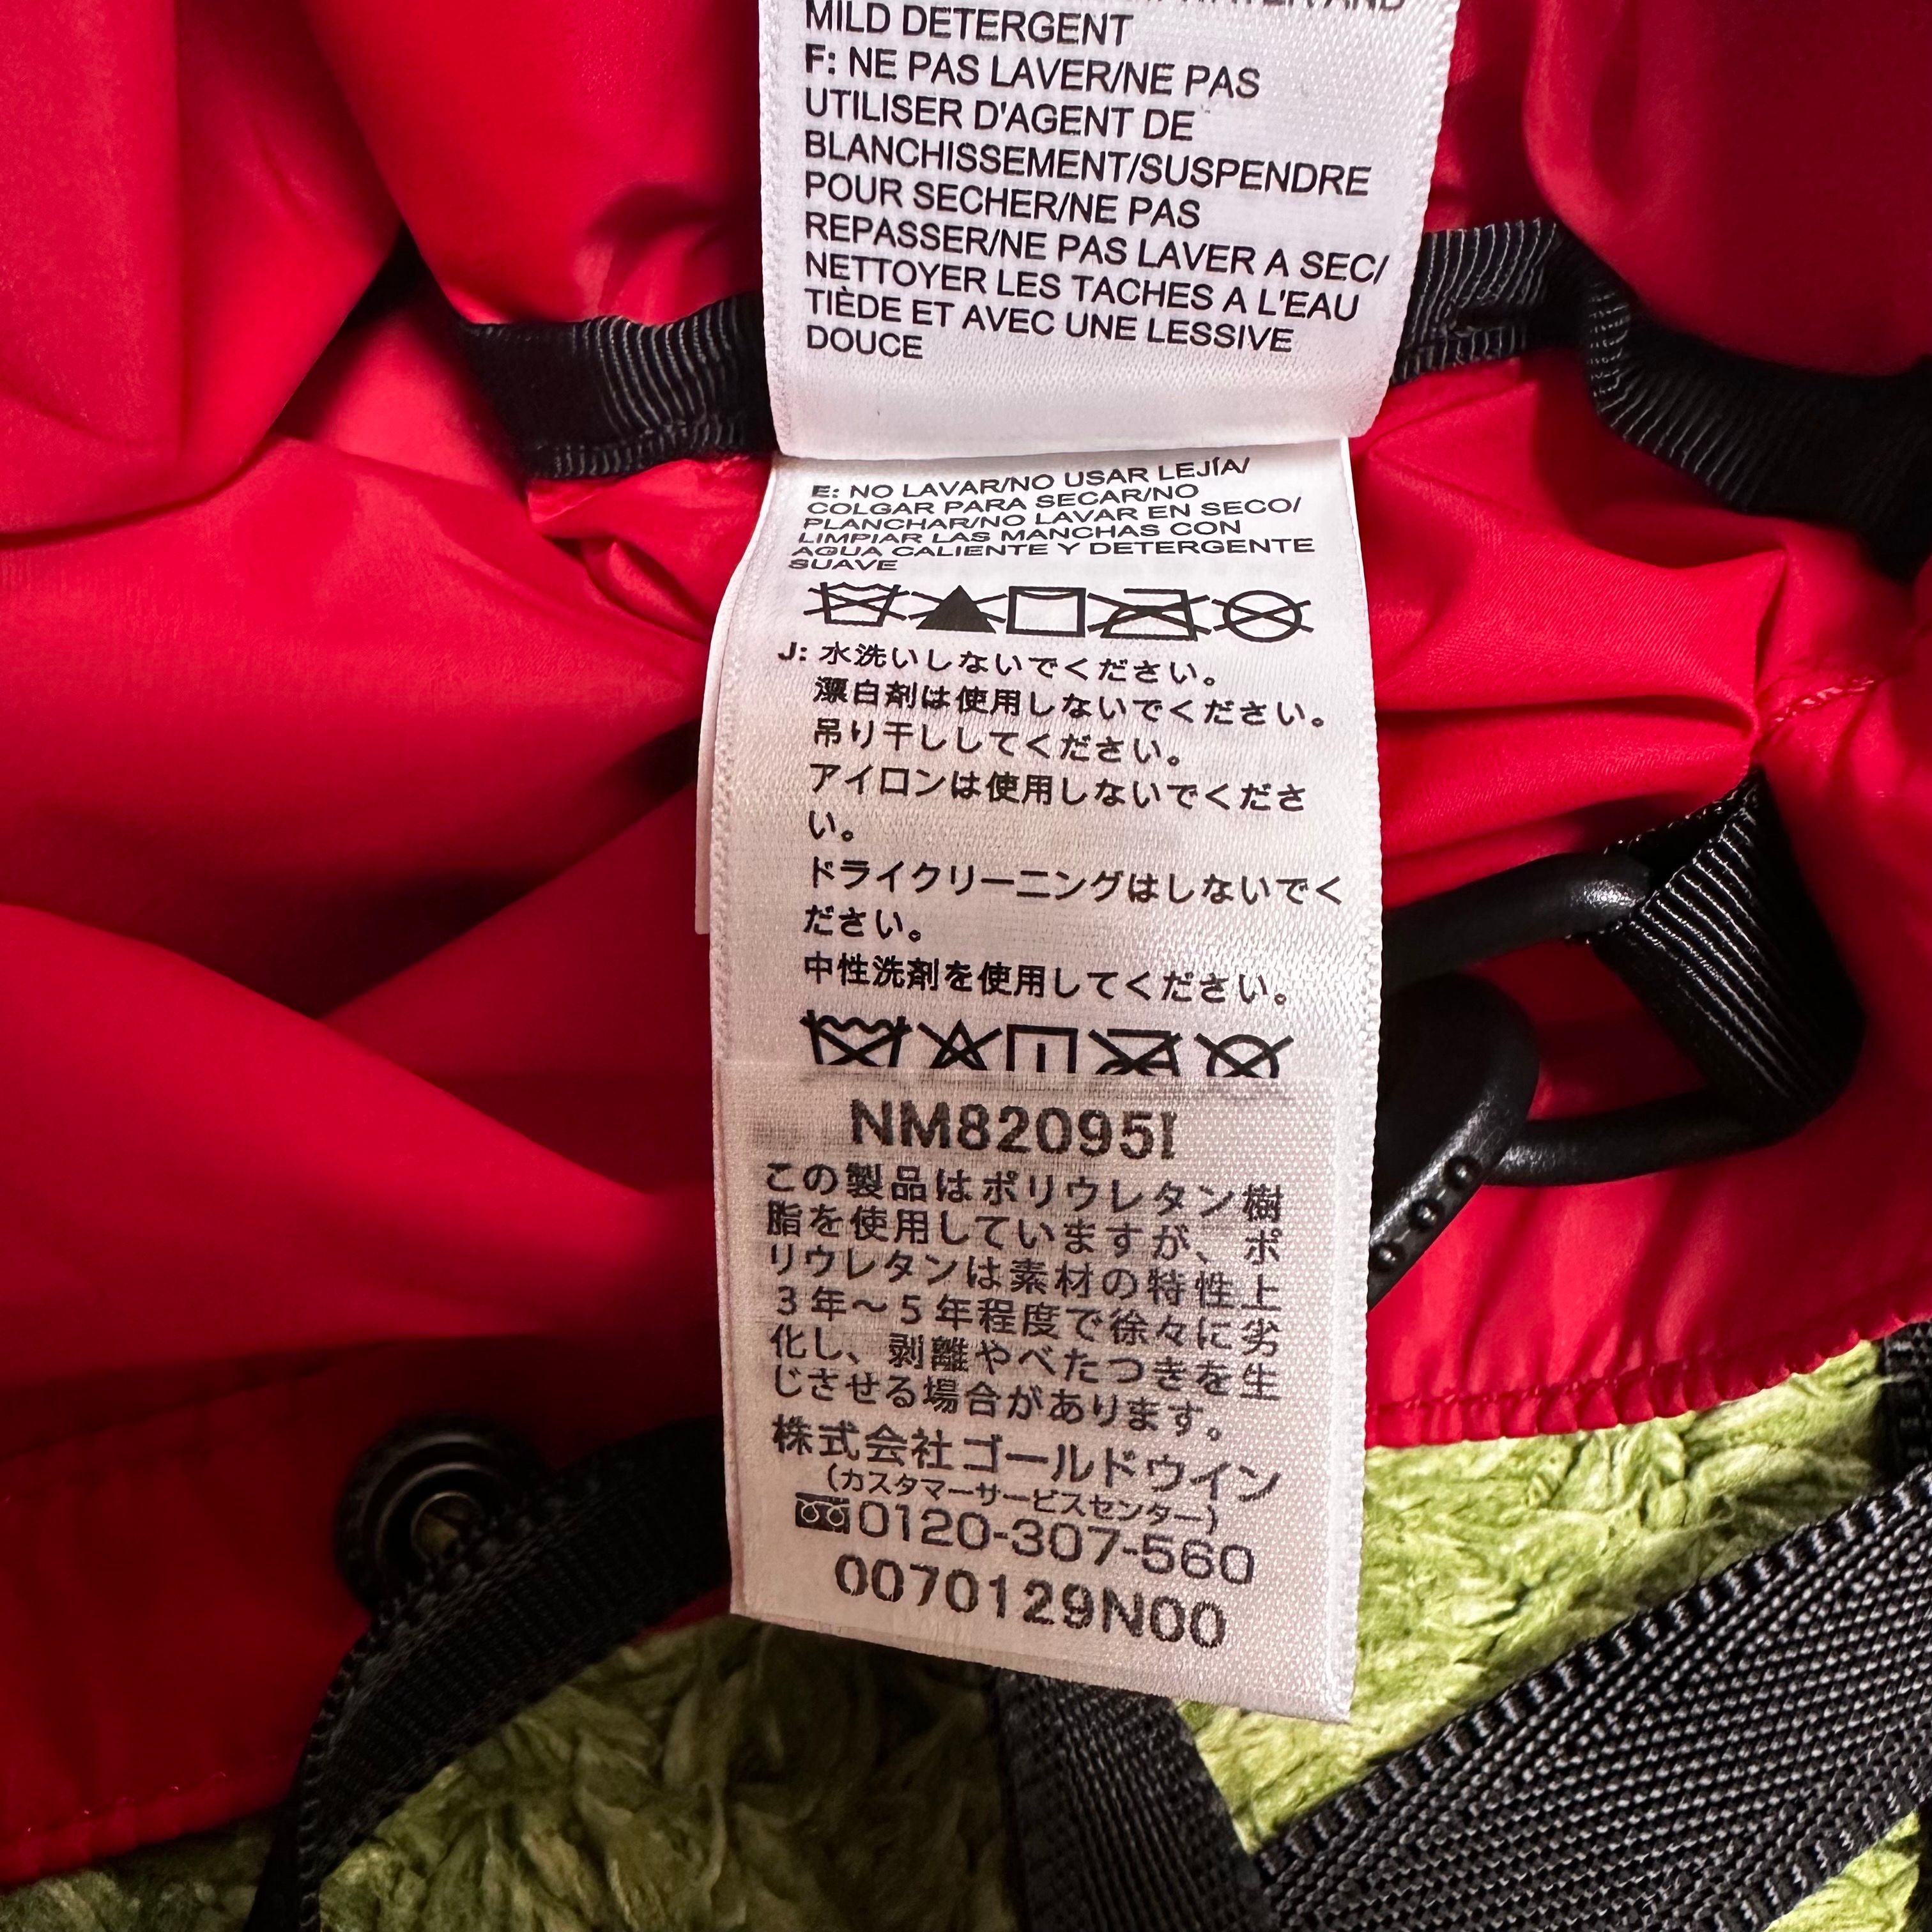 MILD DETERGENT
F: NE PAS LAVER/NE PAS
UTILISER D'AGENT DE
BLANCHISSEMENT/SUSPENDRE
POUR SECHER/NE PAS
REPASSER/NE PAS LAVER A SEC/
NETTOYER LES TACHES A L'EAU
TIÈDE ET AVEC UNE LESSIVE
DOUCE
E: NO LAVAR/NO USAR LEJÍA/
COLGAR PARA SECAR/NO
PLANCHAR/NO LAVAR EN SECO/
LIMPIAR LAS MANCHAS CON
AGUA CALIENTE Y DETERGENTE
SUAVE
J: 水洗いしないでください。
漂白剤は使用しないでください。
吊り干ししてください。
アイロンは使用しないでくださ
い。
ドライクリーニングはしないでく
ださい。
中性洗剤を使用してください。
NM82095I
この製品はポリウレタン樹
脂を使用していますが、ポ
リウレタンは素材の特性上
3年～5年程度で徐々に劣
化し、剥離やべたつきを生
じさせる場合があります。
株式会社ゴールドウイン
(カスタマーサービスセンター)
0120-307-560
0070129N00